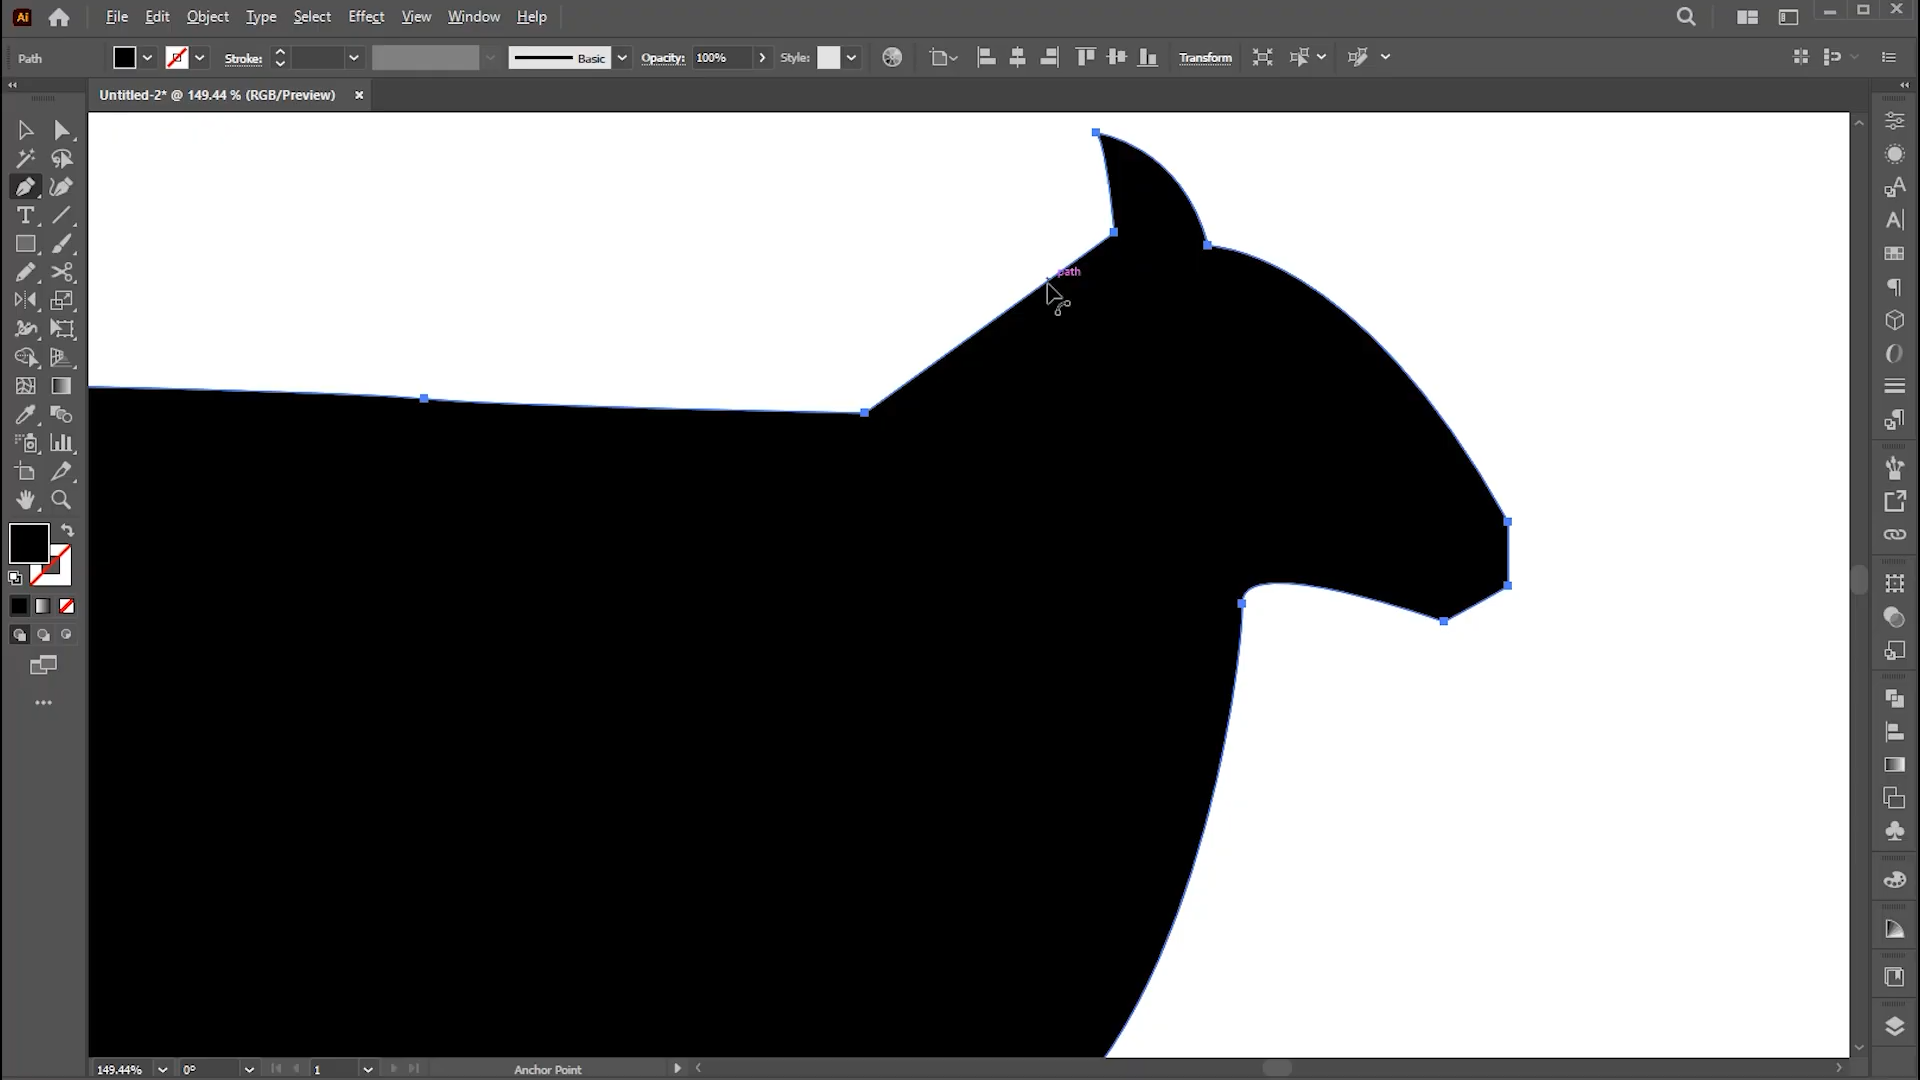 Ai File Edit Object Type Select Effect View Window Help
Path Stroke: Basic Opacity: 100% Style: Transform
Untitled-2* @ 149.44 % (RGB/Preview) ×
path
149.44% 0° 1 Anchor Point